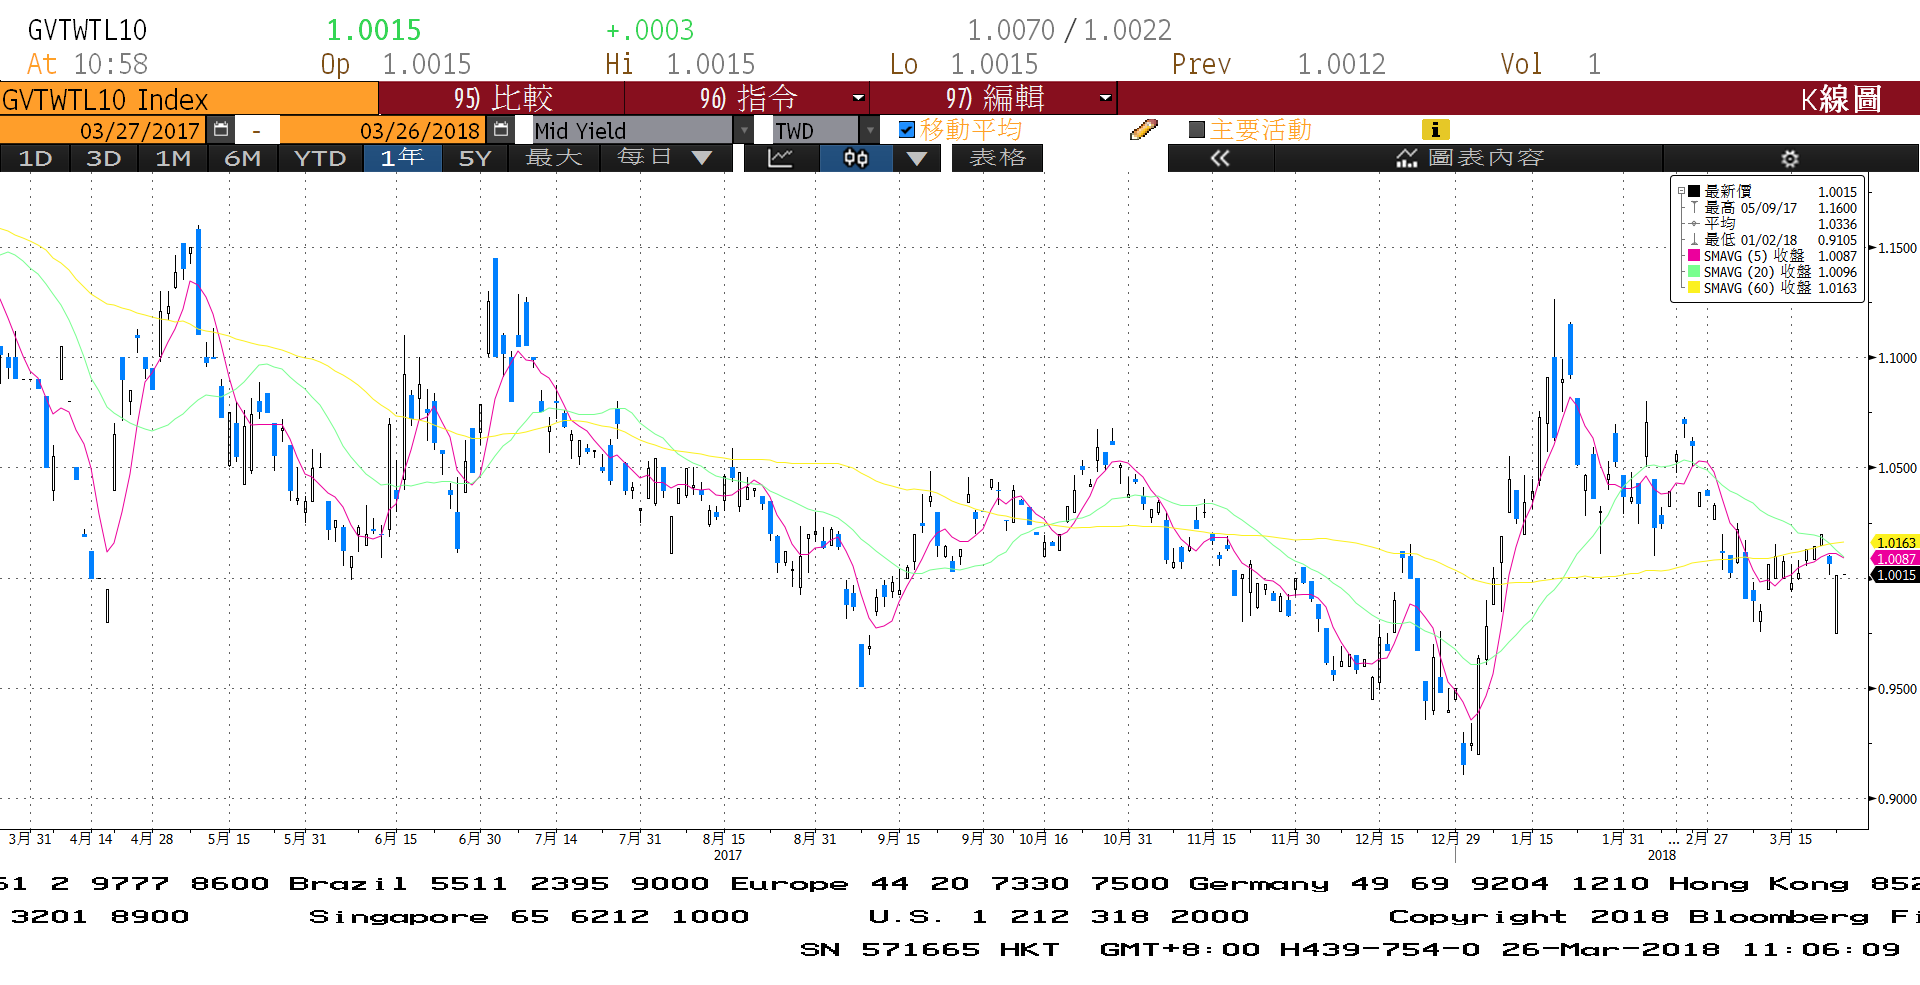 GVTWTL10 1.0015 +.0003 1.0070 / 1.0022
At 10:58 Op 1.0015 Hi 1.0015 Lo 1.0015 Prev 1.0012 Vol 1
GVTWTL10 Index 95) 比較 96) 指令 97) 編輯 K線圖
03/27/2017 - 03/26/2018 Mid Yield TWD 移動平均 主要活動
1D 3D 1M 6M YTD 1年 5Y 最大 每日 表格 圖表內容
最新價 1.0015
最高 05/09/17 1.1600
平均 1.0336
最低 01/02/18 0.9105
SMAVG (5) 收盤 1.0087
SMAVG (20) 收盤 1.0096
SMAVG (60) 收盤 1.0163
1.1500
1.1000
1.0500
1.0163
1.0087
1.0015
0.9500
0.9000
3月 31 4月 14 4月 28 5月 15 5月 31 6月 15 6月 30 7月 14 7月 31 8月 15 8月 31 9月 15 9月 30 10月 16 10月 31 11月 15 11月 30 12月 15 12月 29 1月 15 1月 31 ... 2月 27 3月 15
2017 2018
61 2 9777 8600 Brazil 5511 2395 9000 Europe 44 20 7330 7500 Germany 49 69 9204 1210 Hong Kong 852
3201 8900 Singapore 65 6212 1000 U.S. 1 212 318 2000 Copyright 2018 Bloomberg Fi
SN 571665 HKT GMT+8:00 H439-754-0 26-Mar-2018 11:06:09